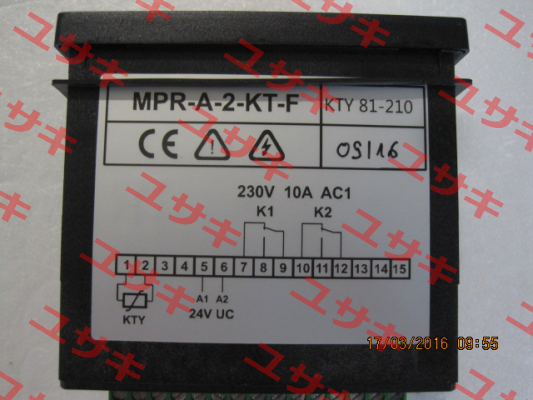 MPR-A-2-KT-F KTY 81-210
CE 05/16
230V 10A AC1
K1 K2
1 2 3 4 5 6 7 8 9 10 11 12 13 14 15
A1 A2
KTY 24V UC
17/03/2016 09:55
ユサキ